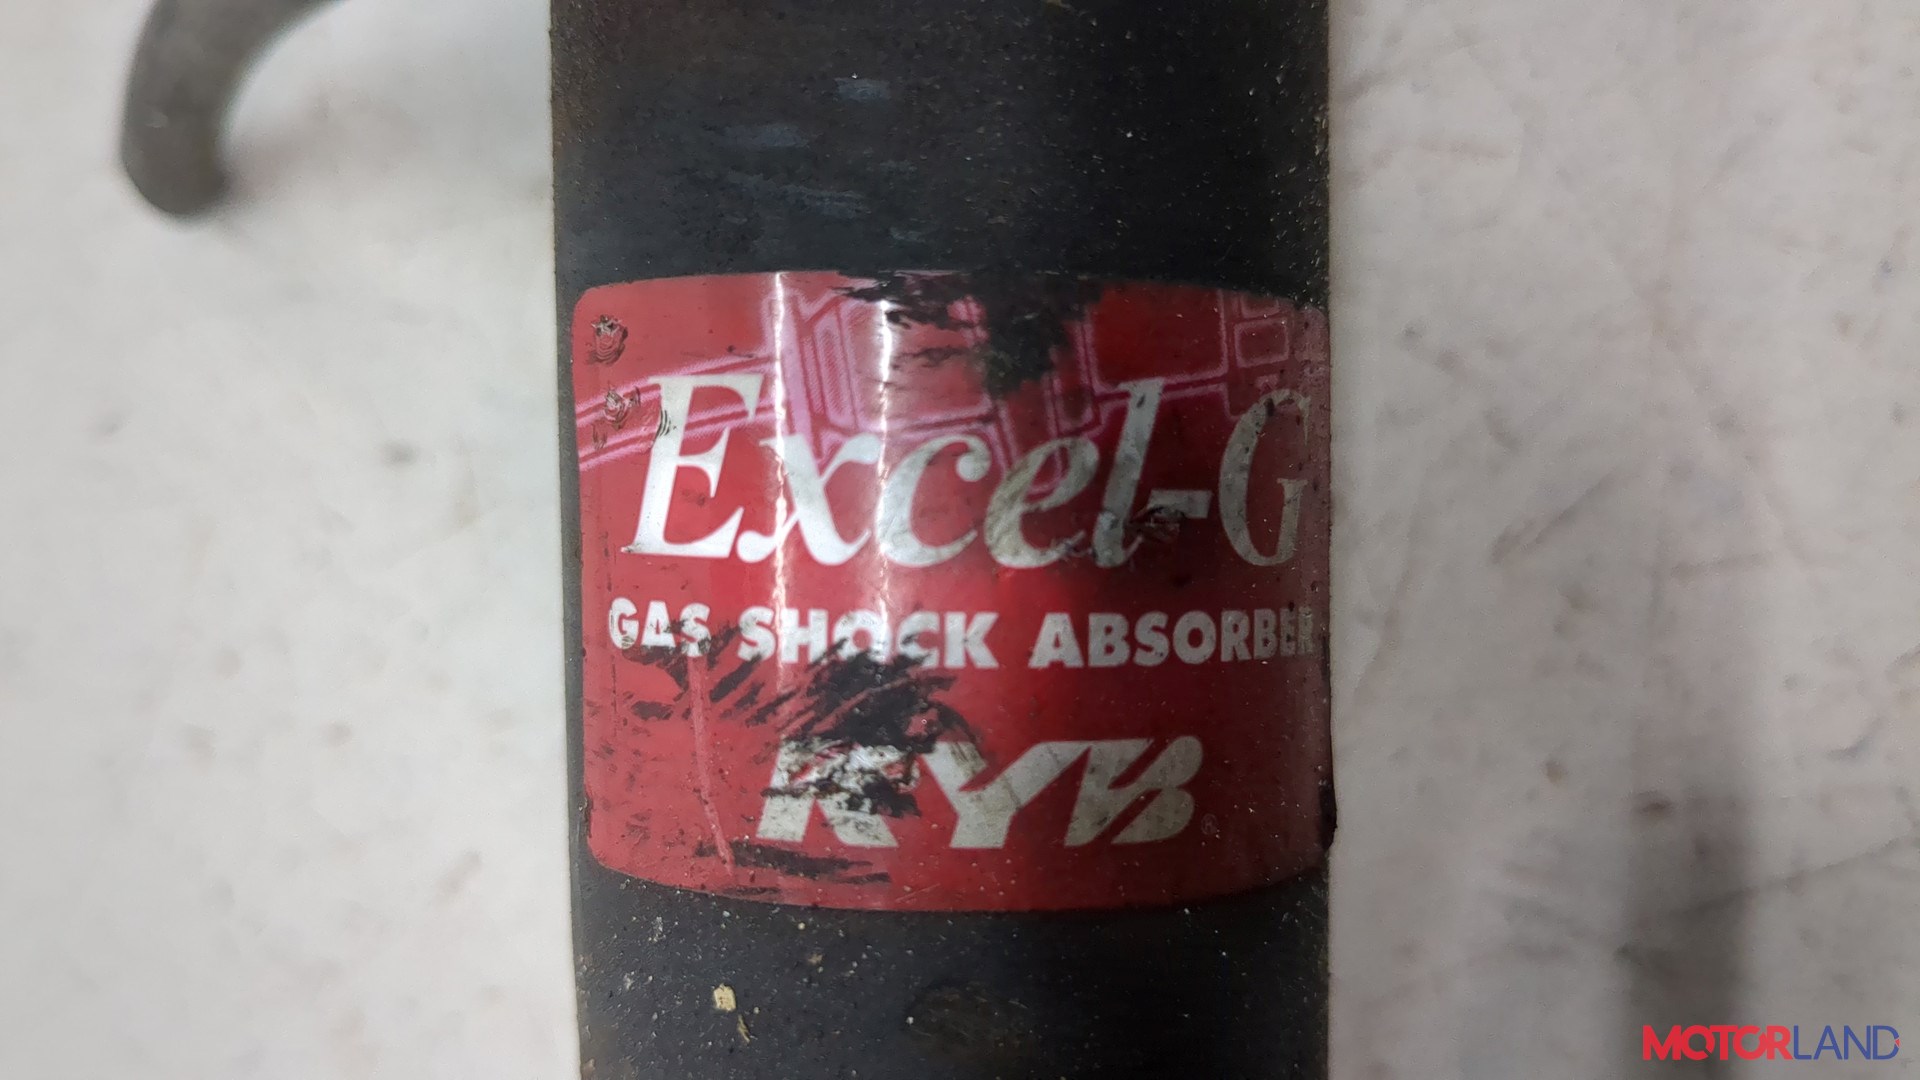 Excel-G
GAS SHOCK ABSORBER
KYB
MOTORLAND